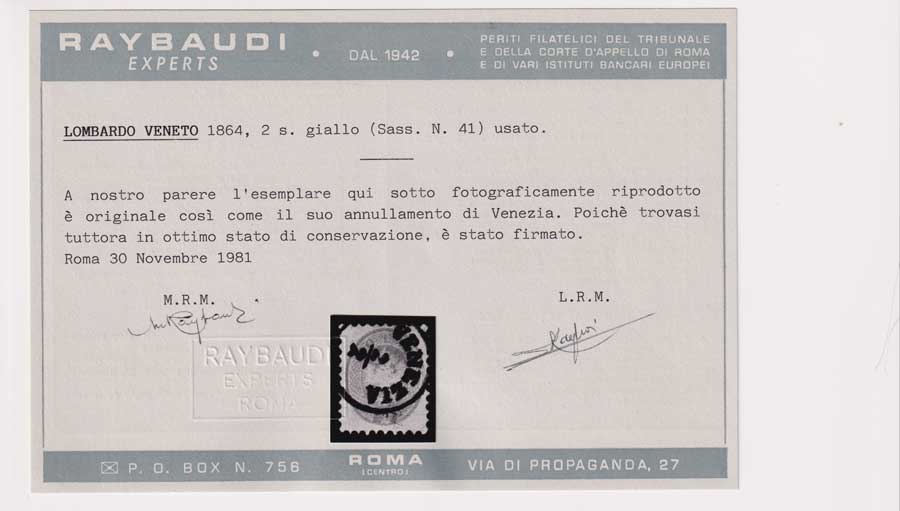 RAYBAUDI
EXPERTS
• DAL 1942 •
PERITI FILATELICI DEL TRIBUNALE
E DELLA CORTE D'APPELLO DI ROMA
E DI VARI ISTITUTI BANCARI EUROPEI
LOMBARDO VENETO 1864, 2 s. giallo (Sass. N. 41) usato.
A nostro parere l'esemplare qui sotto fotograficamente riprodotto
è originale così come il suo annullamento di Venezia. Poichè trovasi
tuttora in ottimo stato di conservazione, è stato firmato.
Roma 30 Novembre 1981
M.R.M.
L.R.M.
RAYBAUDI
EXPERTS
ROMA
VENEZIA
P. O. BOX N. 756
ROMA
(CENTRO)
VIA DI PROPAGANDA, 27